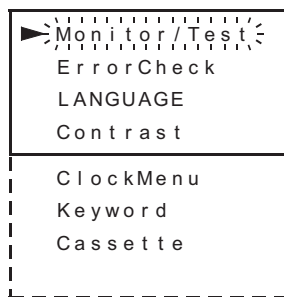 Monitor/Test
ErrorCheck
LANGUAGE
Contrast
ClockMenu
Keyword
Cassette